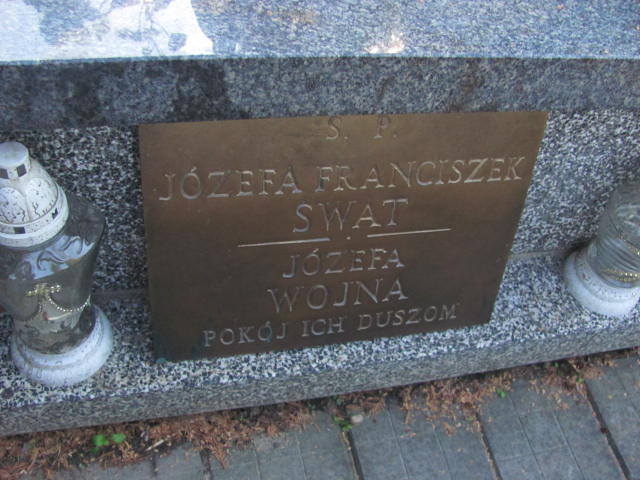 S. P.
JÓZEFA FRANCISZEK
SWAT
JÓZEFA
WOJNA
POKÓJ ICH DUSZOM